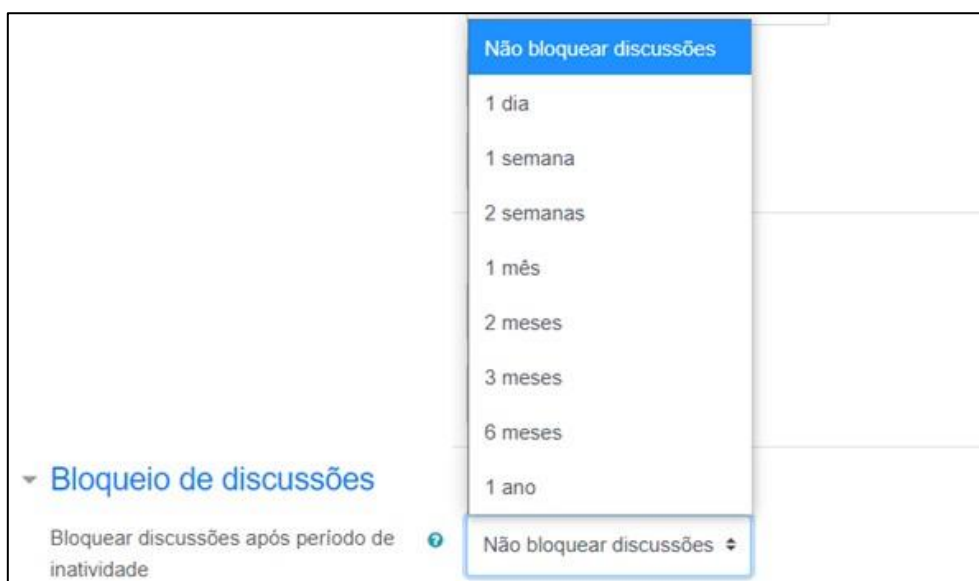 Não bloquear discussões
1 dia
1 semana
2 semanas
1 mês
2 meses
3 meses
6 meses
1 ano
Bloqueio de discussões
Bloquear discussões após período de
inatividade
Não bloquear discussões